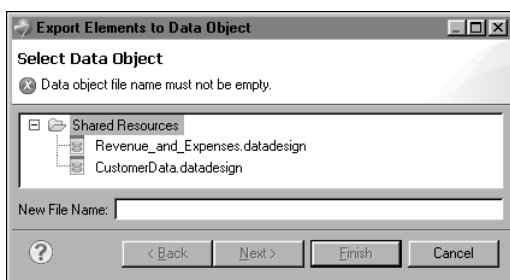 Export Elements to Data Object
Select Data Object
Data object file name must not be empty.
Shared Resources
Revenue_and_Expenses.datadesign
CustomerData.datadesign
New File Name:
? < Back Next > Finish Cancel